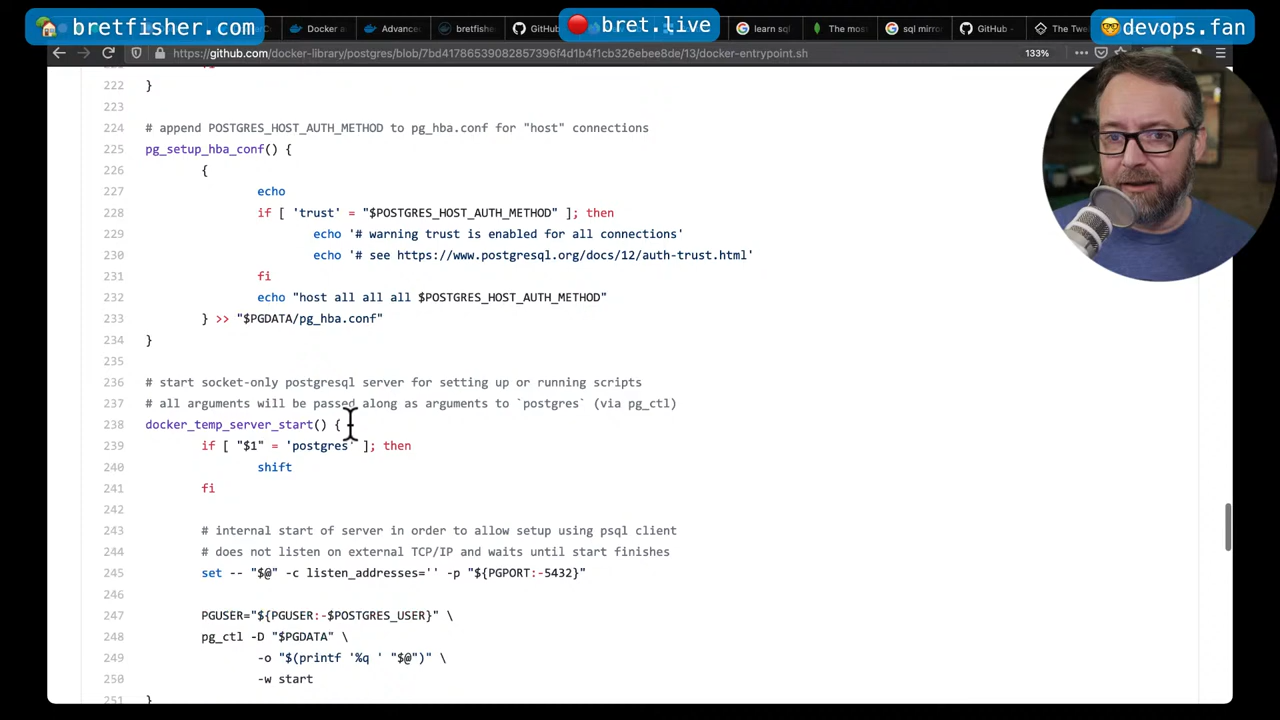 bretfisher.com
bret.live
devops.fan
Docker a
Advanced
bretfishe
GitHub
learn sql
The most
sql mirror
GitHub -
The Twe
https://github.com/docker-library/postgres/blob/7bd41786539082857396f4d1b1f1cb326ebee8de/13/docker-entrypoint.sh
133%
222 }
223
224 # append POSTGRES_HOST_AUTH_METHOD to pg_hba.conf for "host" connections
225 pg_setup_hba_conf() {
226 {
227 echo
228 if [ 'trust' = "$POSTGRES_HOST_AUTH_METHOD" ]; then
229 echo '# warning trust is enabled for all connections'
230 echo '# see https://www.postgresql.org/docs/12/auth-trust.html'
231 fi
232 echo "host all all all $POSTGRES_HOST_AUTH_METHOD"
233 } >> "$PGDATA/pg_hba.conf"
234 }
235
236 # start socket-only postgresql server for setting up or running scripts
237 # all arguments will be passed along as arguments to `postgres` (via pg_ctl)
238 docker_temp_server_start() {
239 if [ "$1" = 'postgres' ]; then
240 shift
241 fi
242
243 # internal start of server in order to allow setup using psql client
244 # does not listen on external TCP/IP and waits until start finishes
245 set -- "$@" -c listen_addresses='' -p "${PGPORT:-5432}"
246
247 PGUSER="${PGUSER:-$POSTGRES_USER}" \
248 pg_ctl -D "$PGDATA" \
249 -o "$(printf '%q ' "$@")" \
250 -w start
251 }